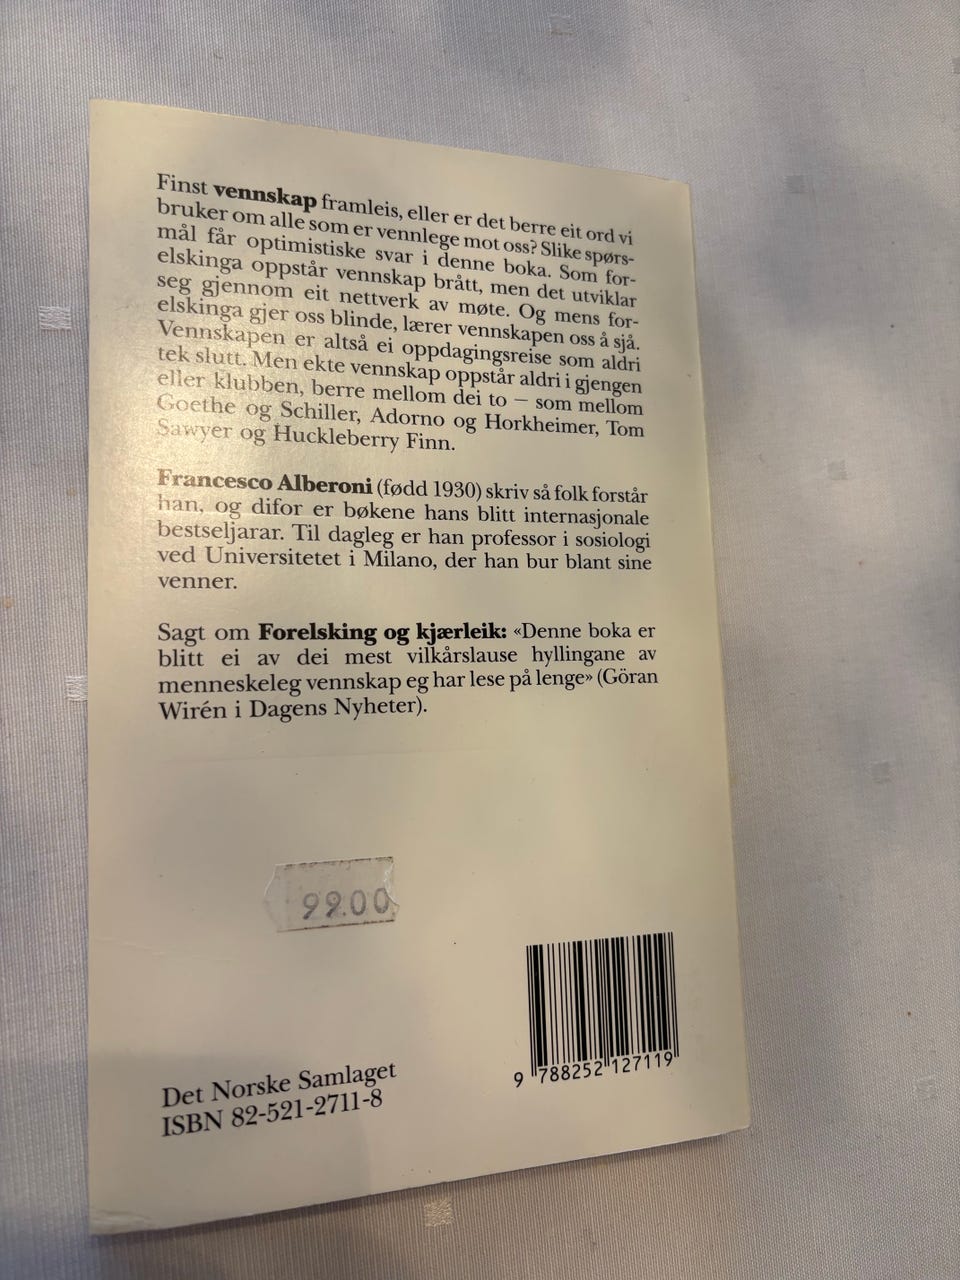 Finst vennskap framleis, eller er det berre eit ord vi
bruker om alle som er vennlege mot oss? Slike spørs-
mål får optimistiske svar i denne boka. Som for-
elskinga oppstår vennskap brått, men det utviklar
seg gjennom eit nettverk av møte. Og mens for-
elskinga gjer oss blinde, lærer vennskapen oss å sjå.
Vennskapen er altså ei oppdagingsreise som aldri
tek slutt. Men ekte vennskap oppstår aldri i gjengen
eller klubben, berre mellom dei to – som mellom
Goethe og Schiller, Adorno og Horkheimer, Tom
Sawyer og Huckleberry Finn.
Francesco Alberoni (fødd 1930) skriv så folk forstår
han, og difor er bøkene hans blitt internasjonale
bestseljarar. Til dagleg er han professor i sosiologi
ved Universitetet i Milano, der han bur blant sine
venner.
Sagt om Forelsking og kjærleik: «Denne boka er
blitt ei av dei mest vilkårslause hyllingane av
menneskeleg vennskap eg har lese på lenge» (Göran
Wirén i Dagens Nyheter).
99.00
9 788252 127119
Det Norske Samlaget
ISBN 82-521-2711-8